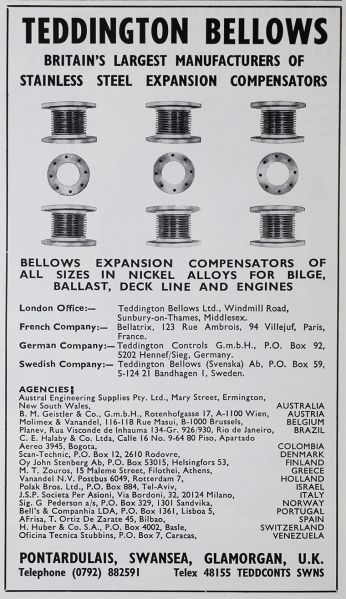 TEDDINGTON BELLOWS
BRITAIN'S LARGEST MANUFACTURERS OF
STAINLESS STEEL EXPANSION COMPENSATORS
BELLOWS EXPANSION COMPENSATORS OF
ALL SIZES IN NICKEL ALLOYS FOR BILGE,
BALLAST, DECK LINE AND ENGINES
London Office:— Teddington Bellows Ltd., Windmill Road,
Sunbury-on-Thames, Middlesex.
French Company:— Bellatrix, 123 Rue Ambrois, 94 Villejuf, Paris,
France.
German Company:— Teddington Controls G.m.b.H., P.O. Box 92,
5202 Hennef/Sieg, Germany.
Swedish Company:— Teddington Bellows (Svenska) Ab, P.O. Box 59,
S-124 21 Bandhagen 1, Sweden.
AGENCIES:
Austral Engineering Supplies Pty. Ltd., Mary Street, Ermington,
New South Wales, AUSTRALIA
B. M. Geistler & Co., G.m.b.H., Rotenhofgasse 17, A-1100 Wien, AUSTRIA
Molimex & Vanandel, 116-118 Rue Masui, B-1000 Brussels, BELGIUM
Planev, Rua Visconde de Inhauma 134-Gr. 926/930, Rio de Janeiro, BRAZIL
C. E. Halaby & Co. Ltda, Calle 16 No. 9-64 80 Piso, Apartado
Aereo 3945, Bogota, COLOMBIA
Scan-Technic, P.O. Box 12, 2610 Rodovre, DENMARK
Oy John Stenberg Ab, P.O. Box 53015, Helsingfors 53, FINLAND
M. T. Zouros, 15 Malemme Street, Filothei, Athens, GREECE
Vanandel N.V. Postbus 6049, Rotterdam 7, HOLLAND
Polak Bros. Ltd., P.O. Box 884, Tel-Aviv, ISRAEL
J.S.P. Societa Per Asioni, Via Bordoni, 32, 20124 Milano, ITALY
Sig. G Pederson a/s, P.O. Box 329, 1301 Sandvika, NORWAY
Bell's & Companhia LDA, P.O. Box 1361, Lisboa 5, PORTUGAL
AFrisa, T. Ortiz De Zarate 45, Bilbao, SPAIN
H. Huber & Co. S.A., P.O. Box 4002, Basle, SWITZERLAND
Oficina Tecnica Stubbins, P.O. Box 7, Caracas, VENEZUELA
PONTARDULAIS, SWANSEA, GLAMORGAN, U.K.
Telephone (0792) 882591 Telex 48155 TEDDCONTS SWNS